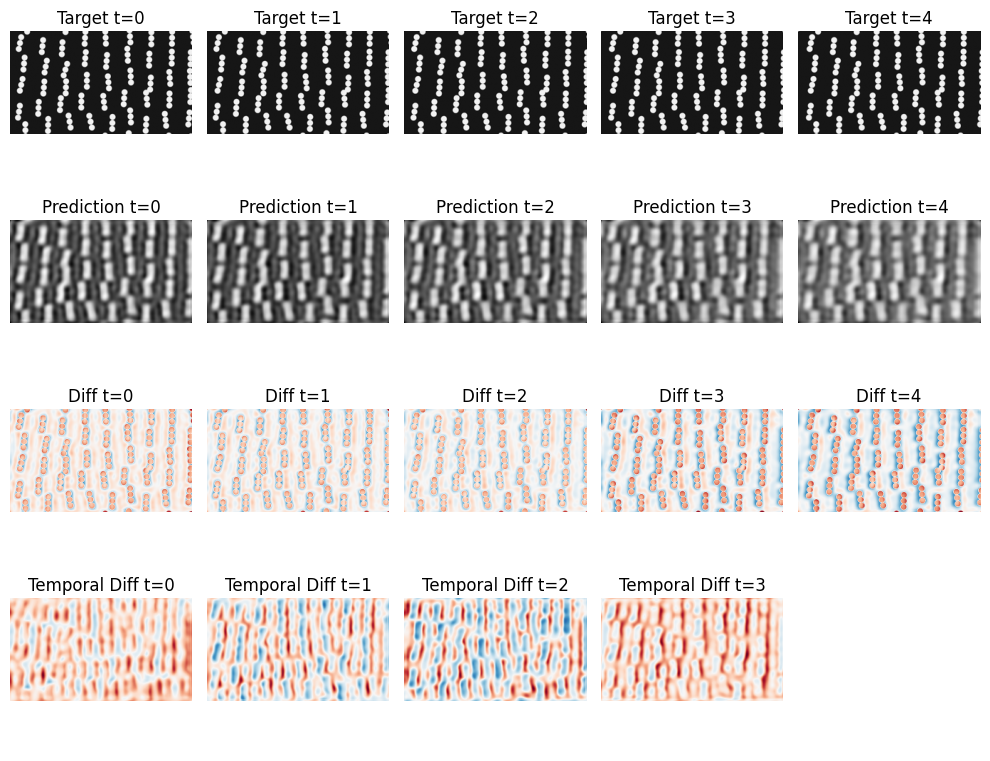 Target t=0 Target t=1 Target t=2 Target t=3 Target t=4
Prediction t=0 Prediction t=1 Prediction t=2 Prediction t=3 Prediction t=4
Diff t=0 Diff t=1 Diff t=2 Diff t=3 Diff t=4
Temporal Diff t=0 Temporal Diff t=1 Temporal Diff t=2 Temporal Diff t=3